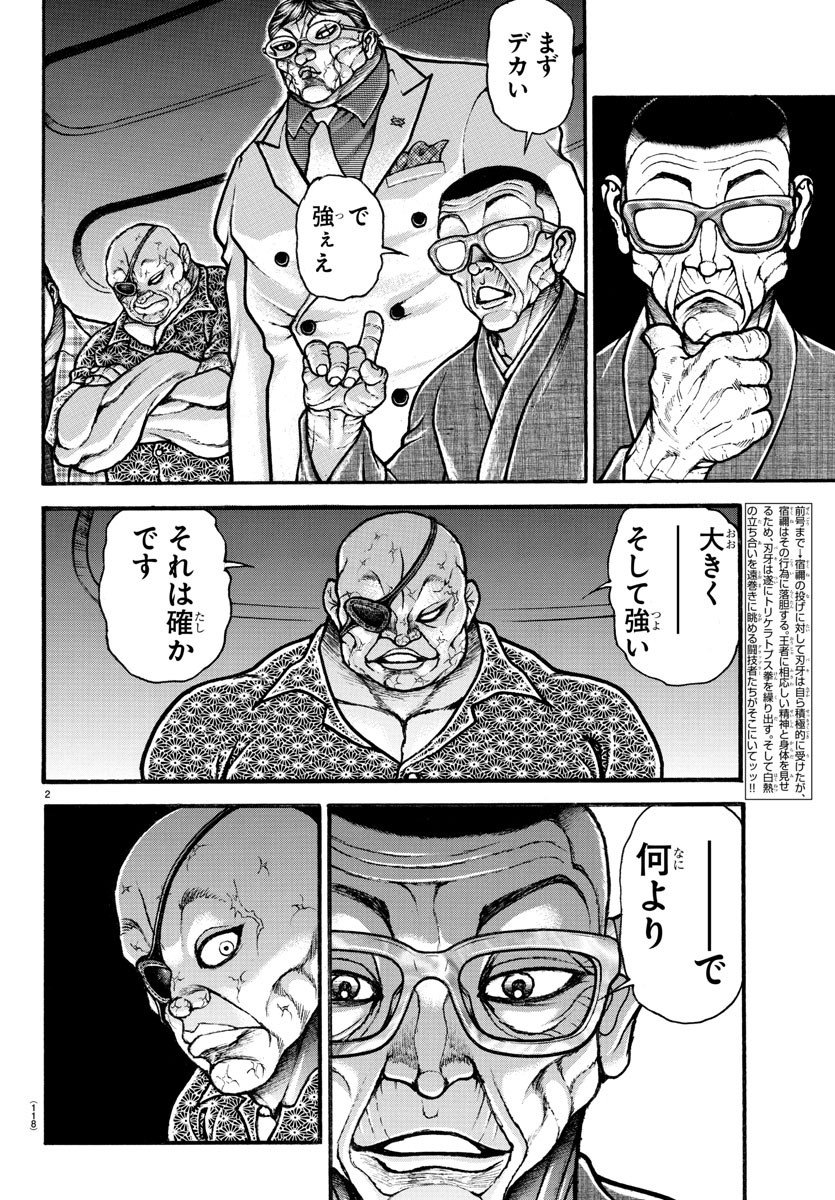 まず
デカい
で
強ぇえ
前号まで→宿禰の投げに対して刃牙は自ら積極的に受けたが、
宿禰はその行為に落胆する。王者に相応しい精神と身体を見せ
るため、刃牙は遂にトリケラトプス拳を繰り出す。そして白熱
の立ち合いを遠巻きに眺める闘技者たちがそこにいてッッ!!
――大きく
そして強い
それは確か
です
2
――で
何より
(118)